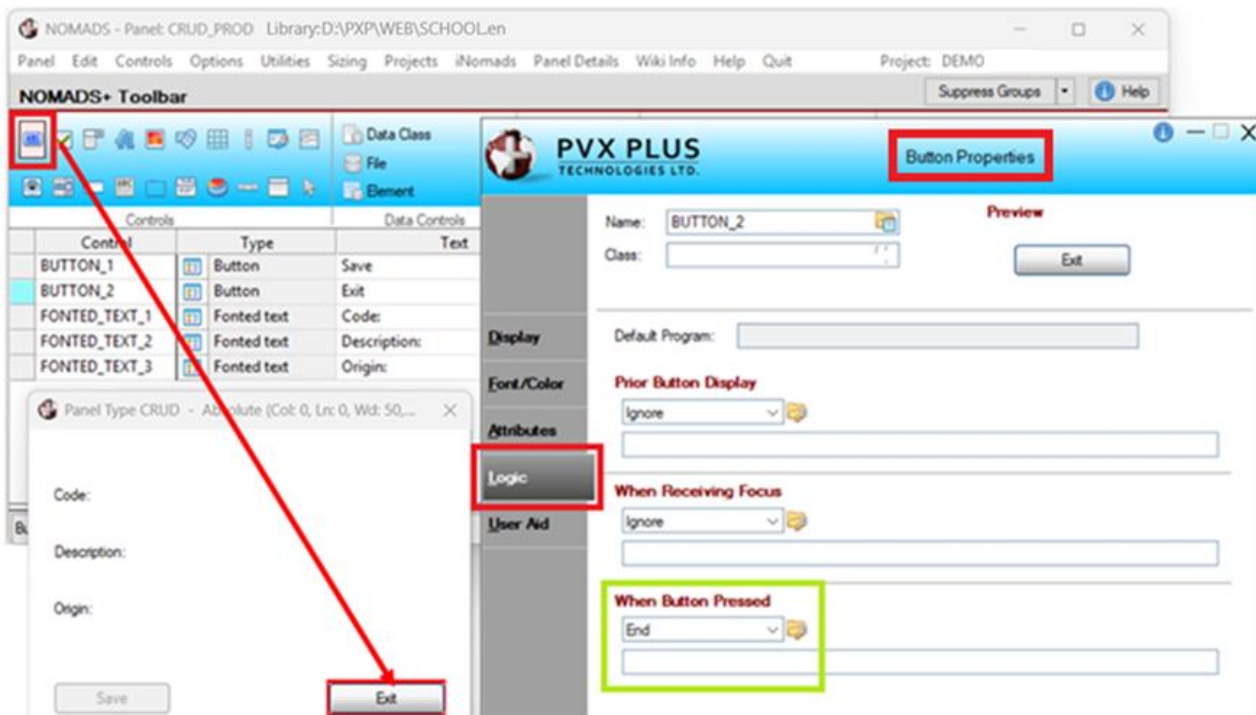 NOMADS - Panel: CRUD_PROD Library:D:\PXP\WEB\SCHOOL.en
Panel Edit Controls Options Utilities Sizing Projects iNomads Panel Details Wiki Info Help Quit Project: DEMO
NOMADS+ Toolbar
Suppress Groups
Help
Data Class
File
Element
Controls
Data Controls
Control Type Text
BUTTON_1 Button Save
BUTTON_2 Button Exit
FONTED_TEXT_1 Fonted text Code:
FONTED_TEXT_2 Fonted text Description:
FONTED_TEXT_3 Fonted text Origin:
Panel Type CRUD - Absolute (Col: 0, Ln: 0, Wd: 50,...
Code:
Description:
Origin:
Save
Exit
Bu
PVX PLUS
TECHNOLOGIES LTD.
Button Properties
Name: BUTTON_2
Class:
Preview
Exit
Display
Font/Color
Attributes
Logic
User Aid
Default Program:
Prior Button Display
Ignore
When Receiving Focus
Ignore
When Button Pressed
End